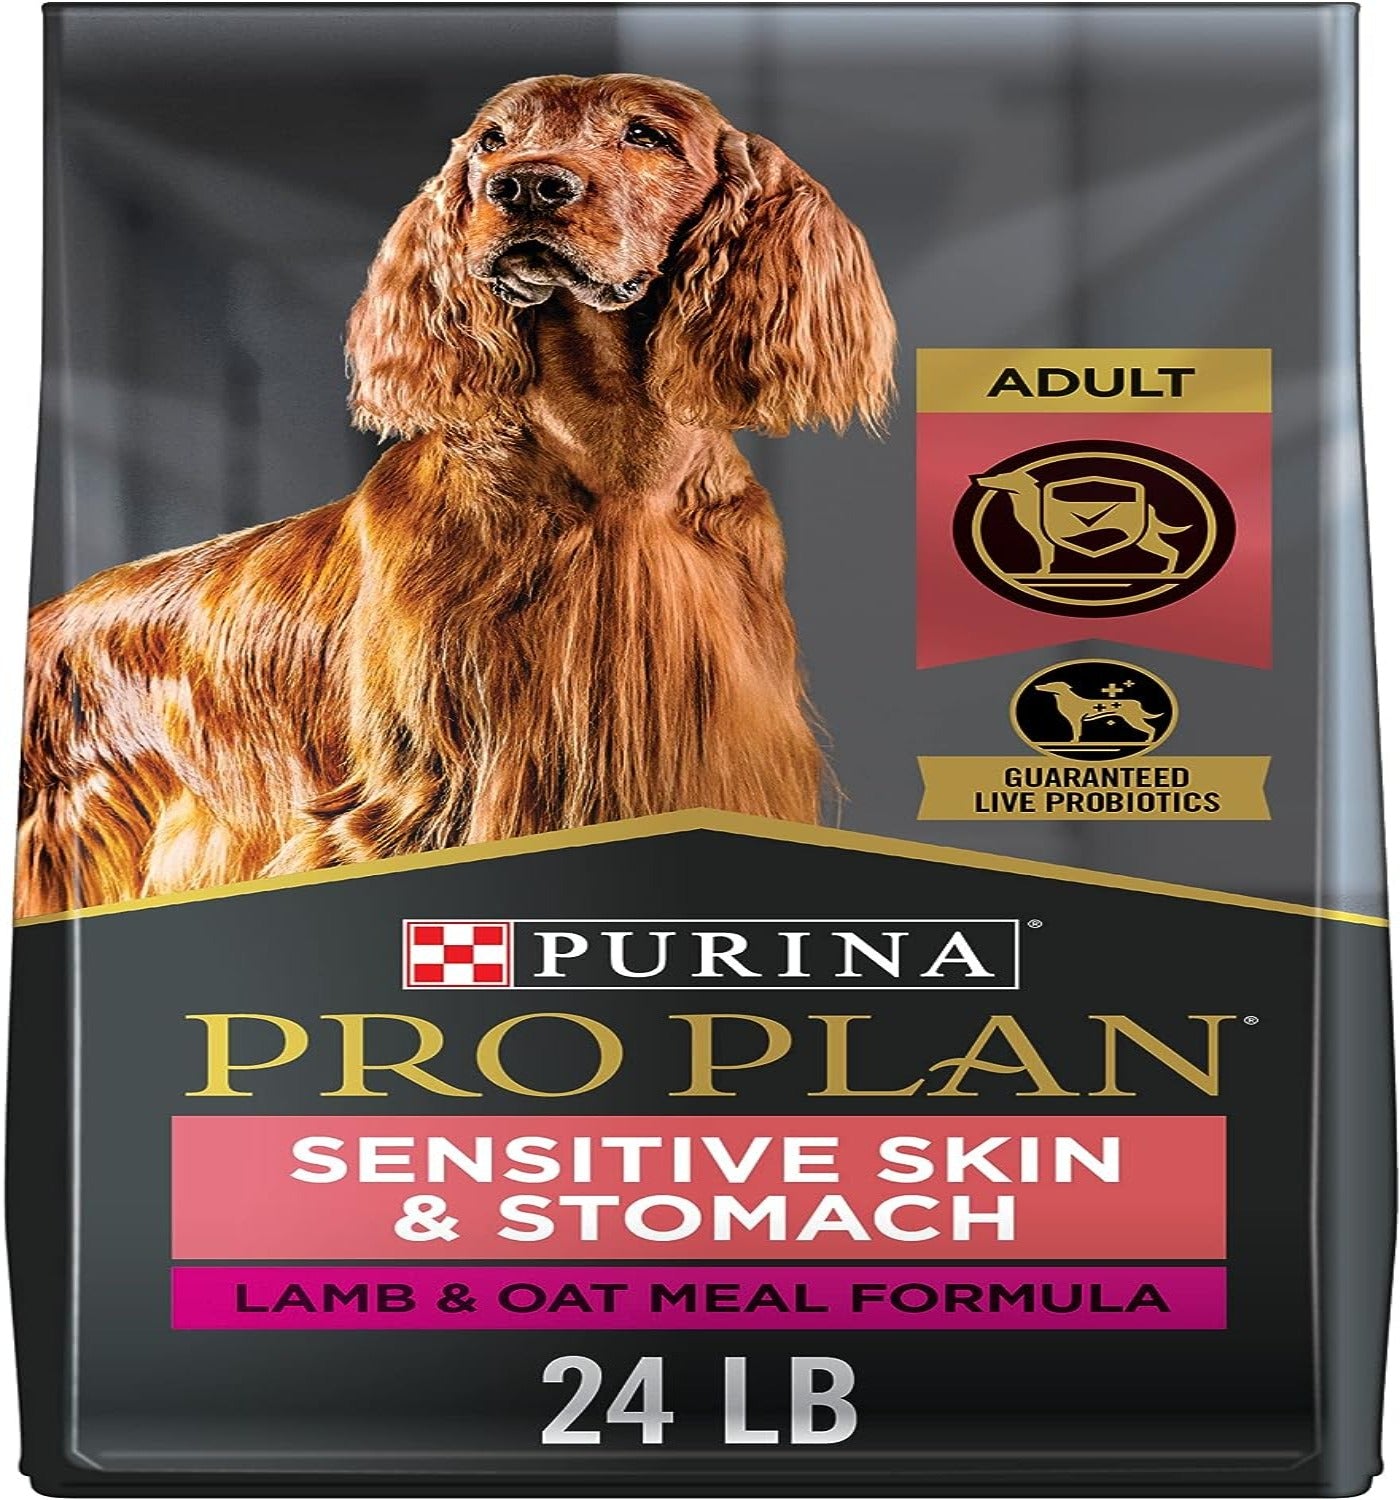 ADULT
GUARANTEED
LIVE PROBIOTICS
PURINA®
PRO PLAN®
SENSITIVE SKIN
& STOMACH
LAMB & OAT MEAL FORMULA
24 LB